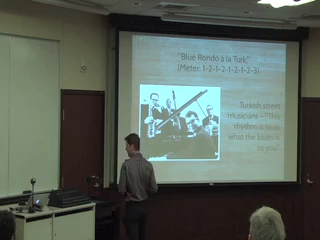 "Blue Rondo à la Turk,"
(Meter: 1-2-1-2-1-2-1-2-3)
Turkish street
musicians—"This
rhythm is to us
what the blues is
to you"